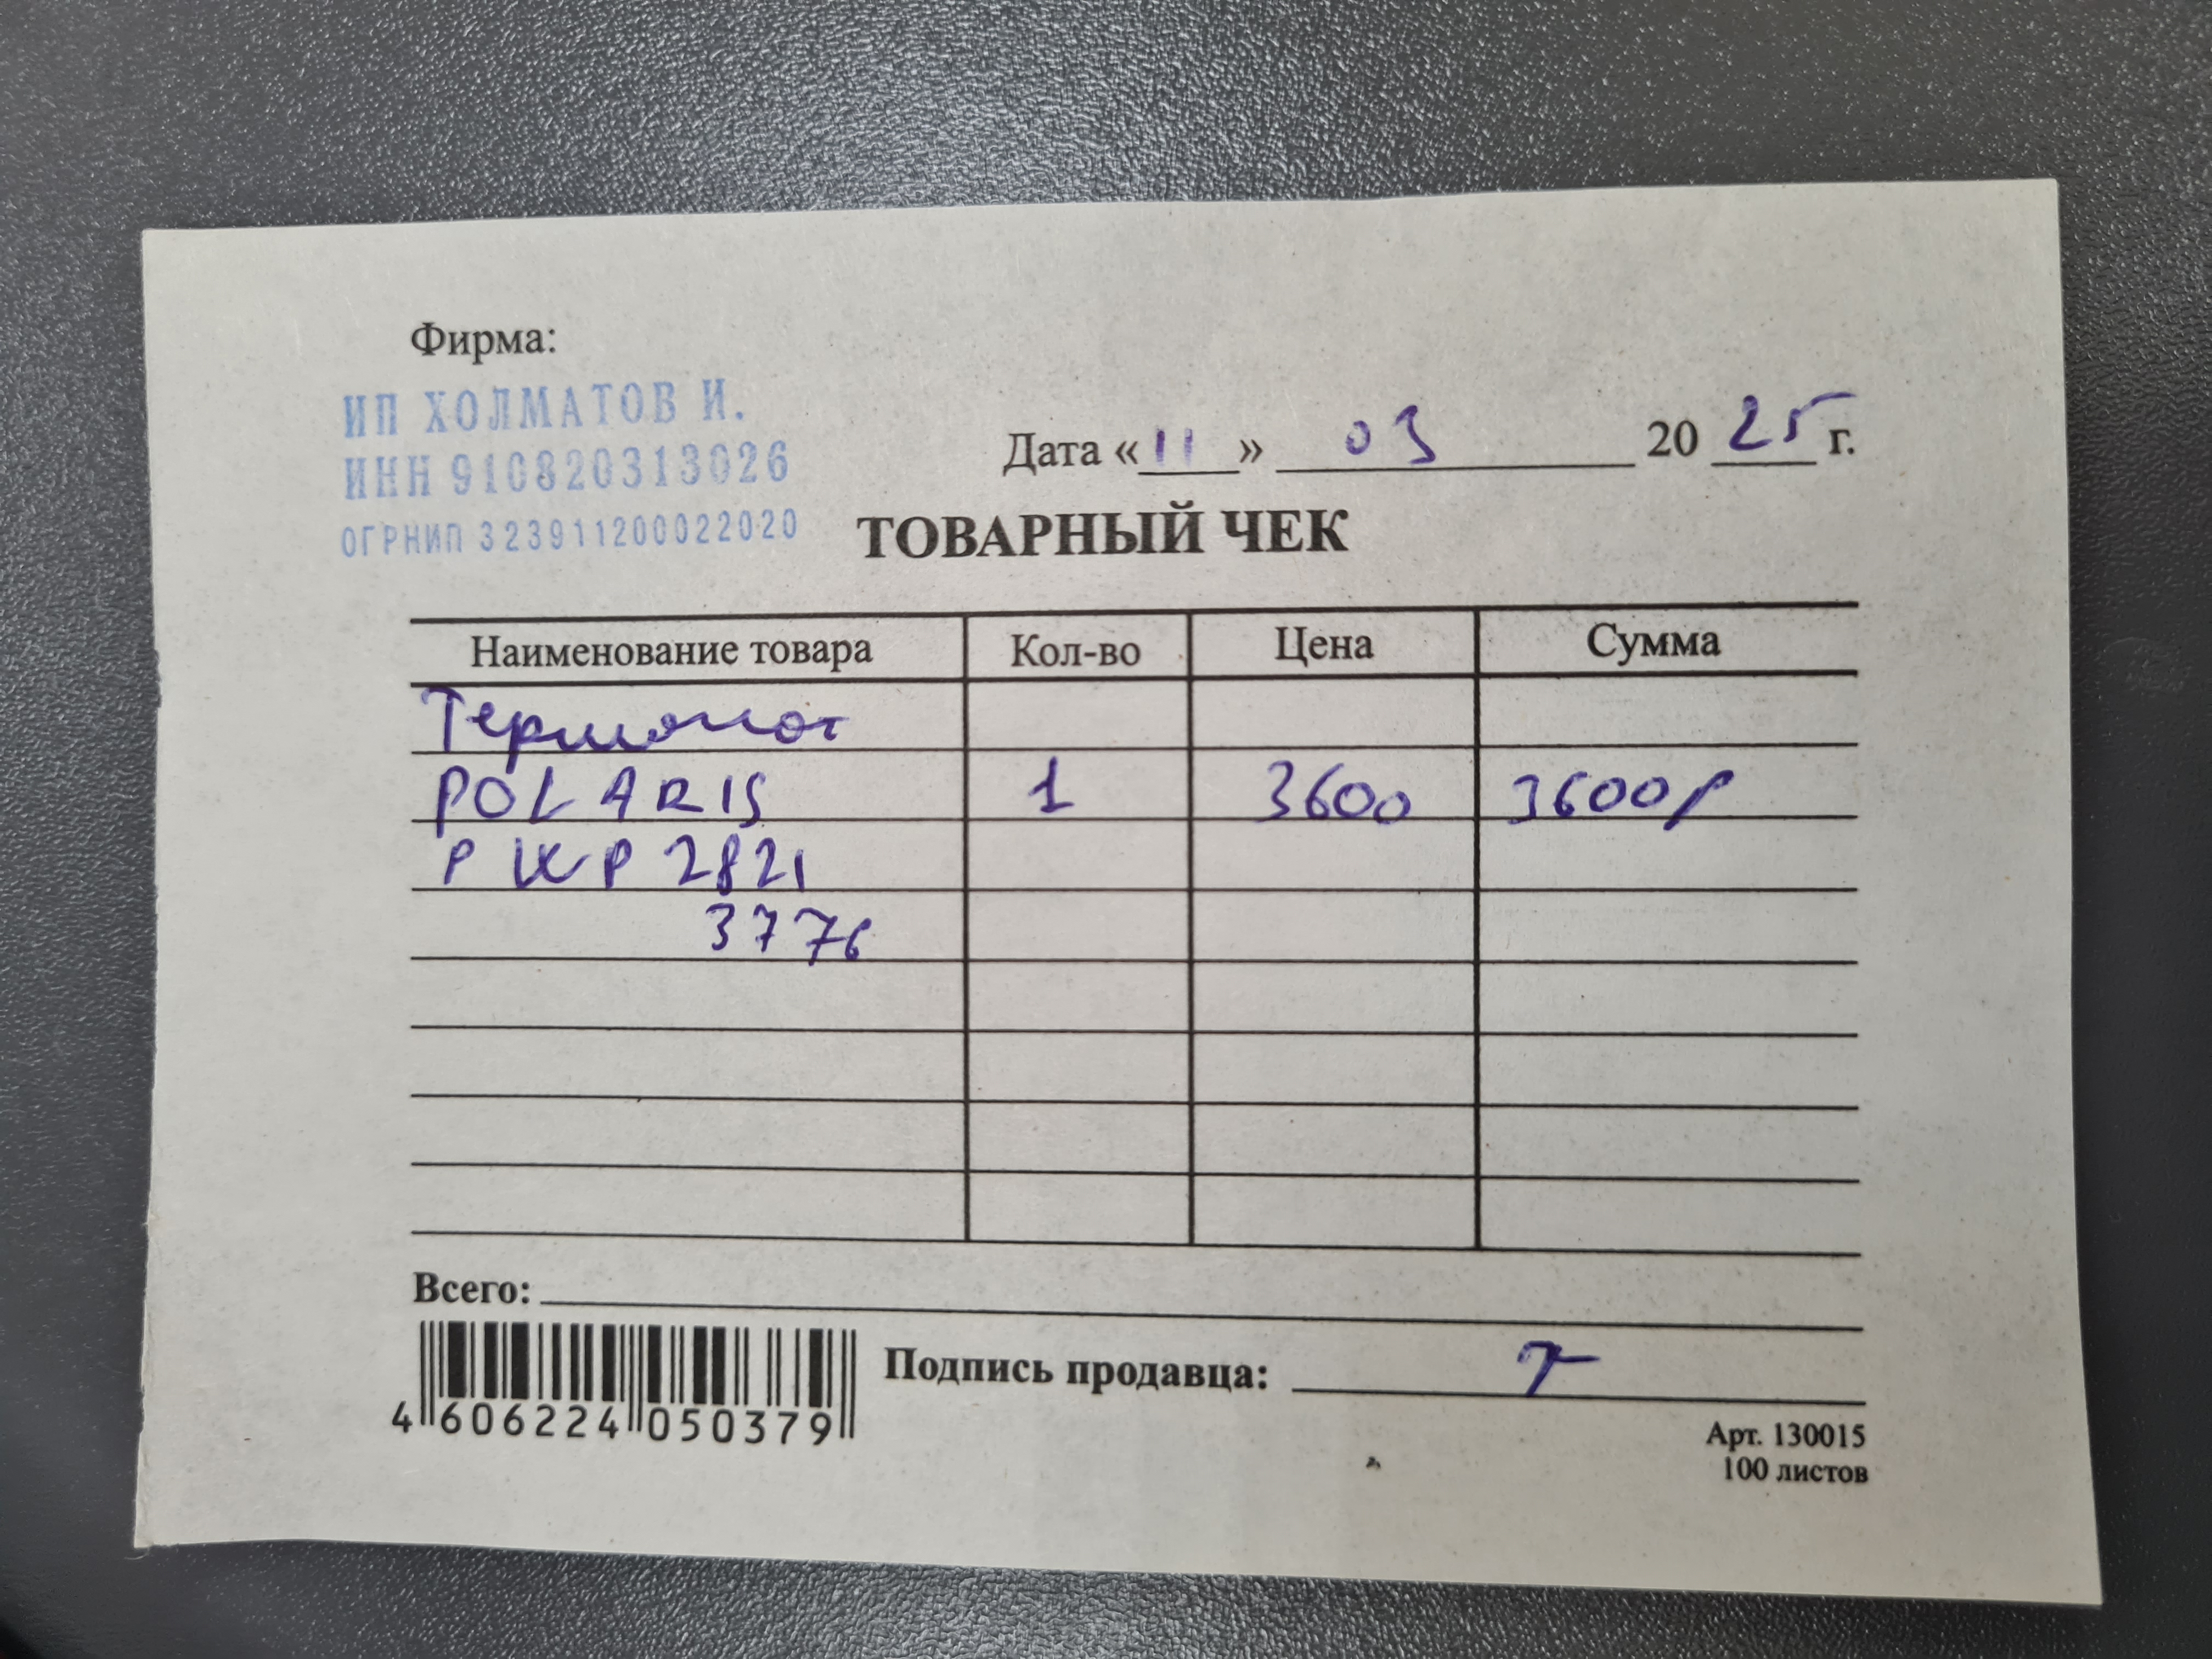 Фирма:
ИП ХОЛМАТОВ И.
ИНН 910820313026
ОГРНИП 323911200022020
Дата «11» 03 2025 г.
ТОВАРНЫЙ ЧЕК
Наименование товара Кол-во Цена Сумма
Термопот
POLARIS 1 3600 3600р
PWP 2821
3776
Всего:
Подпись продавца:
4 606224 050379
Арт. 130015
100 листов